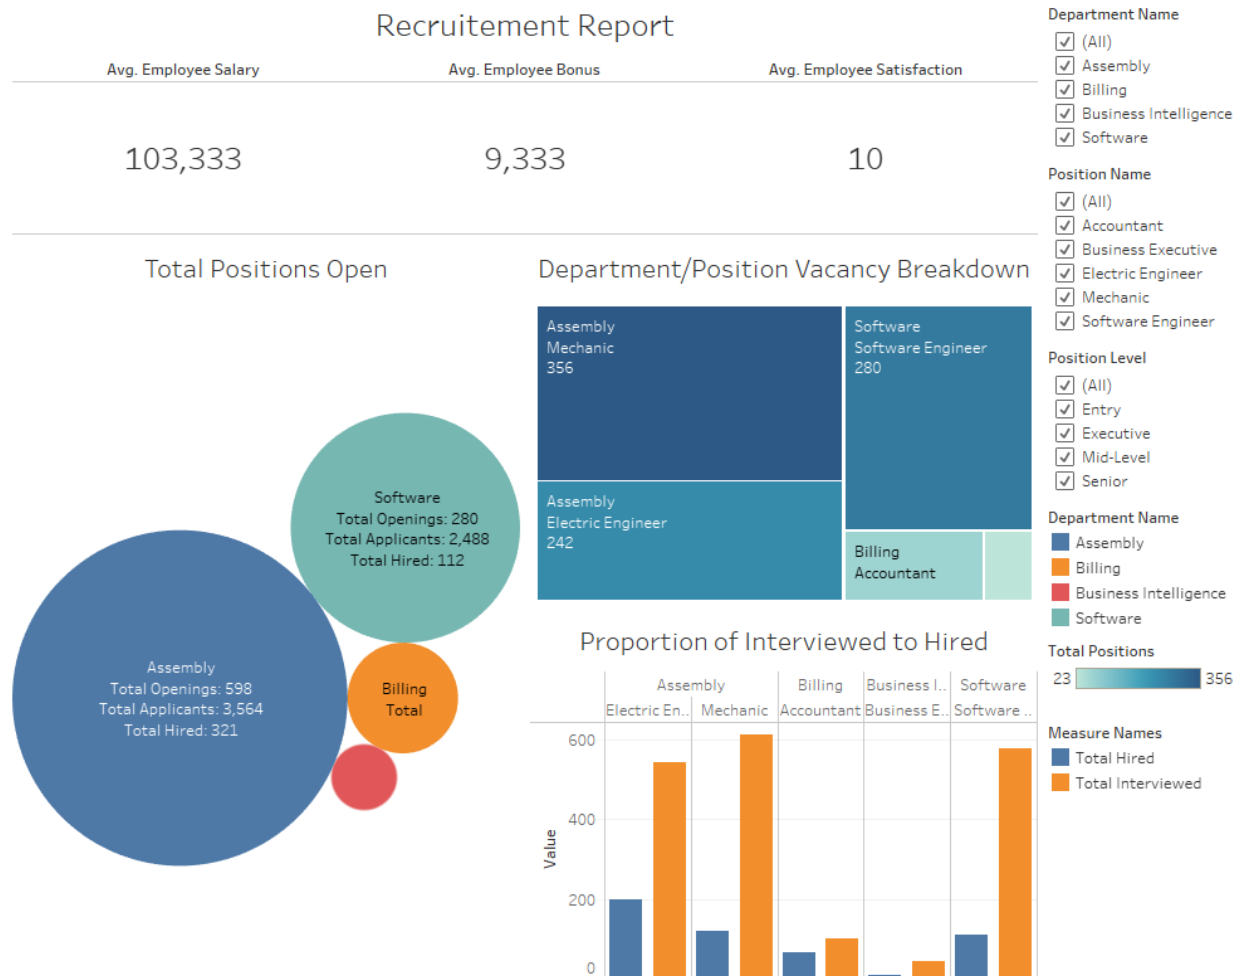 Recruitement Report
Avg. Employee Salary
Avg. Employee Bonus
Avg. Employee Satisfaction
103,333
9,333
10
Total Positions Open
Software
Total Openings: 280
Total Applicants: 2,488
Total Hired: 112
Assembly
Total Openings: 598
Total Applicants: 3,564
Total Hired: 321
Billing
Total
Department/Position Vacancy Breakdown
Assembly
Mechanic
356
Software
Software Engineer
280
Assembly
Electric Engineer
242
Billing
Accountant
Proportion of Interviewed to Hired
Assembly
Billing
Business I..
Software
Electric En..
Mechanic
Accountant
Business E..
Software ..
Value
600
400
200
0
Department Name
(All)
Assembly
Billing
Business Intelligence
Software
Position Name
(All)
Accountant
Business Executive
Electric Engineer
Mechanic
Software Engineer
Position Level
(All)
Entry
Executive
Mid-Level
Senior
Department Name
Assembly
Billing
Business Intelligence
Software
Total Positions
23 356
Measure Names
Total Hired
Total Interviewed